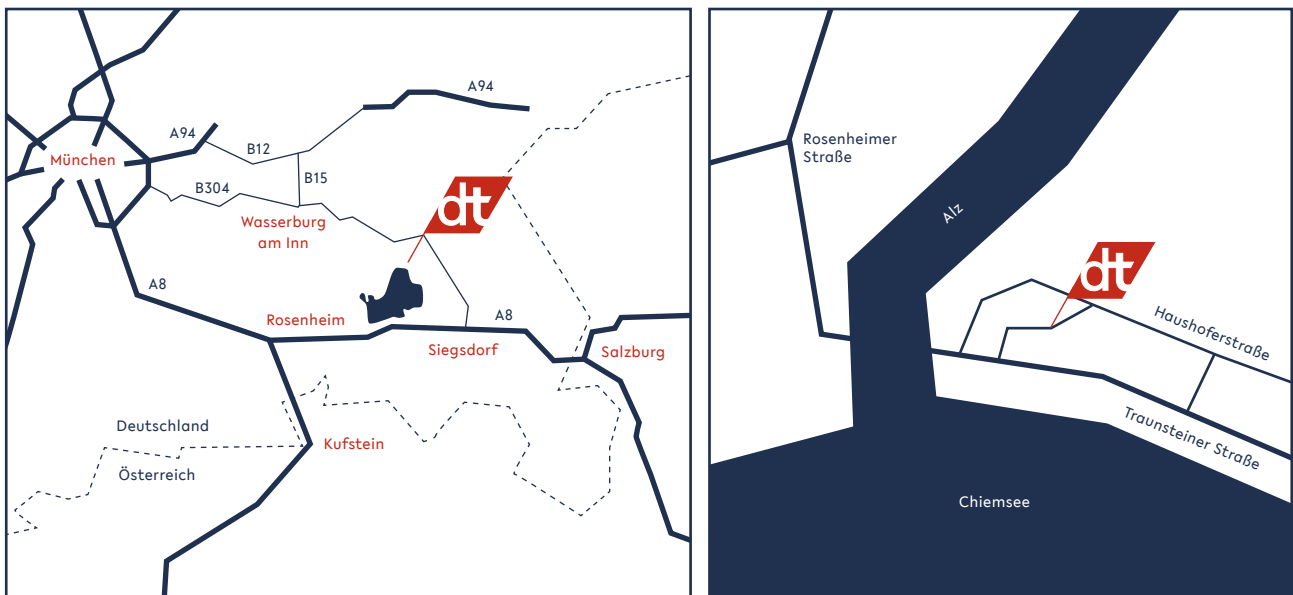 A94
A94
B12
München
B304
B15
dt
Wasserburg
am Inn
A8
Rosenheim
A8
Siegsdorf
Salzburg
Deutschland
Kufstein
Österreich
Rosenheimer
Straße
Alz
dt
Haushoferstraße
Traunsteiner Straße
Chiemsee